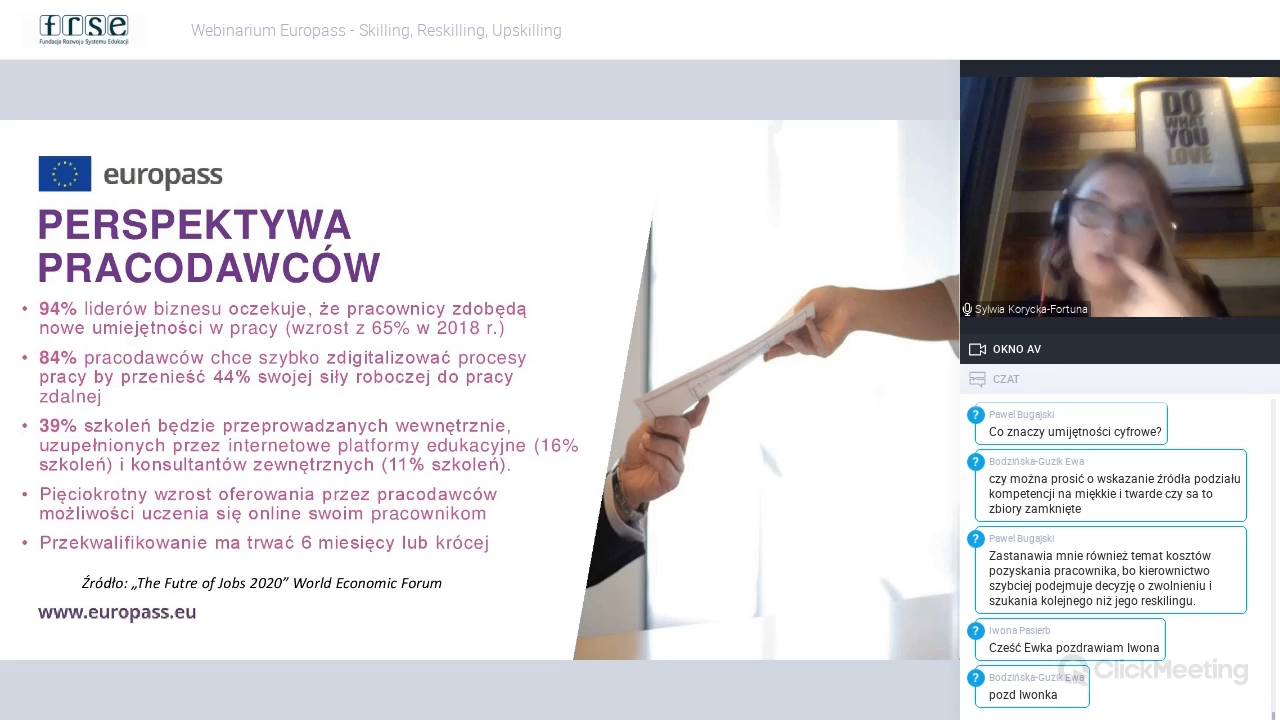 frse
Fundacja Rozwoju Systemu Edukacji
Webinarium Europass - Skilling, Reskilling, Upskilling
europass
PERSPEKTYWA
PRACODAWCÓW
• 94% liderów biznesu oczekuje, że pracownicy zdobędą
nowe umiejętności w pracy (wzrost z 65% w 2018 r.)
• 84% pracodawców chce szybko zdigitalizować procesy
pracy by przenieść 44% swojej siły roboczej do pracy
zdalnej
• 39% szkoleń będzie przeprowadzanych wewnętrznie,
uzupełnionych przez internetowe platformy edukacyjne (16%
szkoleń) i konsultantów zewnętrznych (11% szkoleń).
• Pięciokrotny wzrost oferowania przez pracodawców
możliwości uczenia się online swoim pracownikom
• Przekwalifikowanie ma trwać 6 miesięcy lub krócej
Źródło: „The Futre of Jobs 2020” World Economic Forum
www.europass.eu
DO
WHAT
YOU
LOVE
Sylwia Korycka-Fortuna
OKNO AV
CZAT
Pawel Bugajski
Co znaczy umijętności cyfrowe?
Bodzińska-Guzik Ewa
czy można prosić o wskazanie źródła podziału
kompetencji na miękkie i twarde czy sa to
zbiory zamknięte
Pawel Bugajski
Zastanawia mnie również temat kosztów
pozyskania pracownika, bo kierownictwo
szybciej podejmuje decyzję o zwolnieniu i
szukania kolejnego niż jego reskilingu.
Iwona Pasierb
Cześć Ewka pozdrawiam Iwona
Bodzińska-Guzik Ewa
pozd Iwonka
ClickMeeting